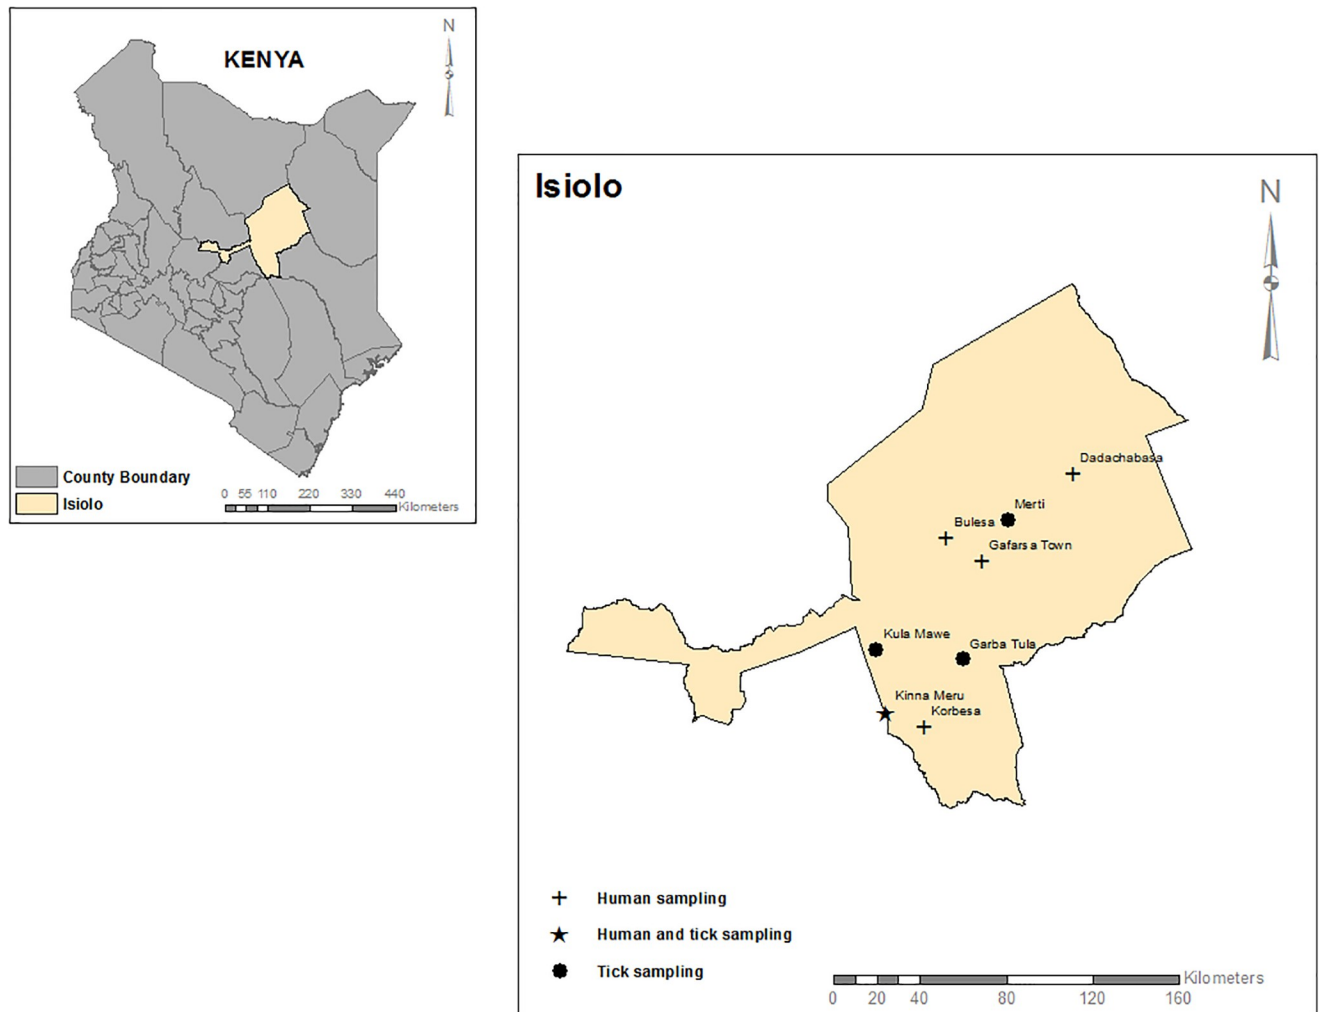 KENYA
N
County Boundary
Isiolo
0 55 110 220 330 440
Kilometers
Isiolo
N
Dadachabasa
Merti
Bulesa
Gafarsa Town
Kula Mawe
Garba Tula
Kinna Meru
Korbesa
Human sampling
Human and tick sampling
Tick sampling
Kilometers
0 20 40 80 120 160